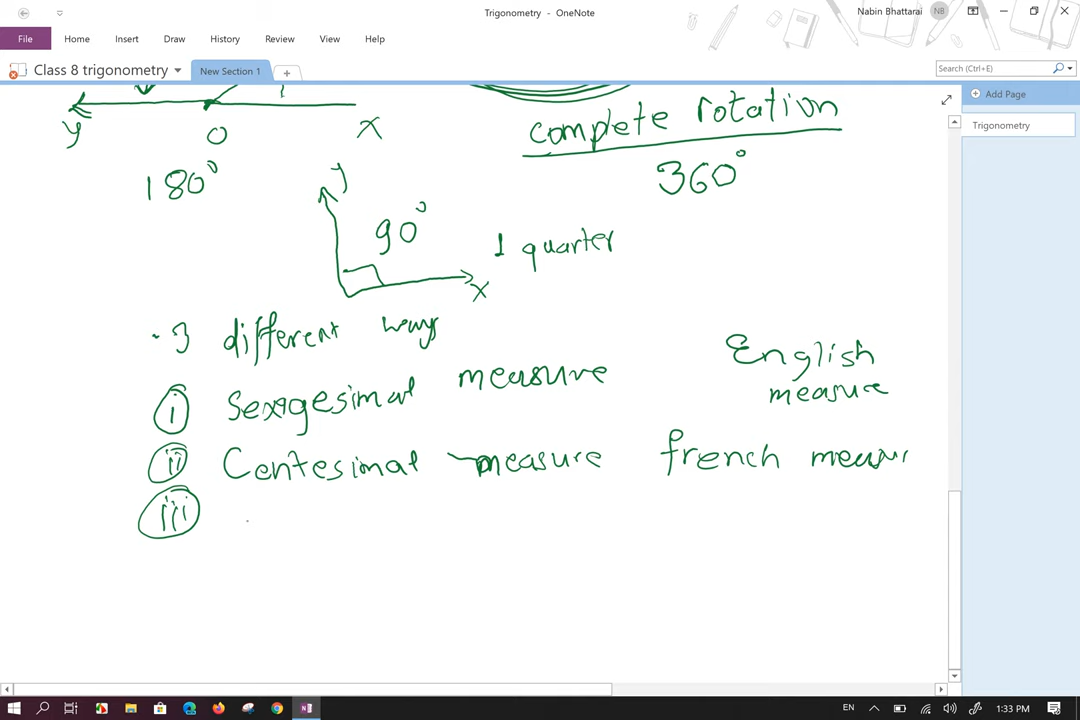 Trigonometry - OneNote
Nabin Bhattarai NB
File Home Insert Draw History Review View Help
Class 8 trigonometry New Section 1 +
Search (Ctrl+E)
Add Page
Trigonometry
y O x
complete rotation
180° 360°
y
90°
1 quarter
x
3 different ways
English
measure
i Sexagesimal measure
ii Centesimal measure french measu
iii
EN 1:33 PM